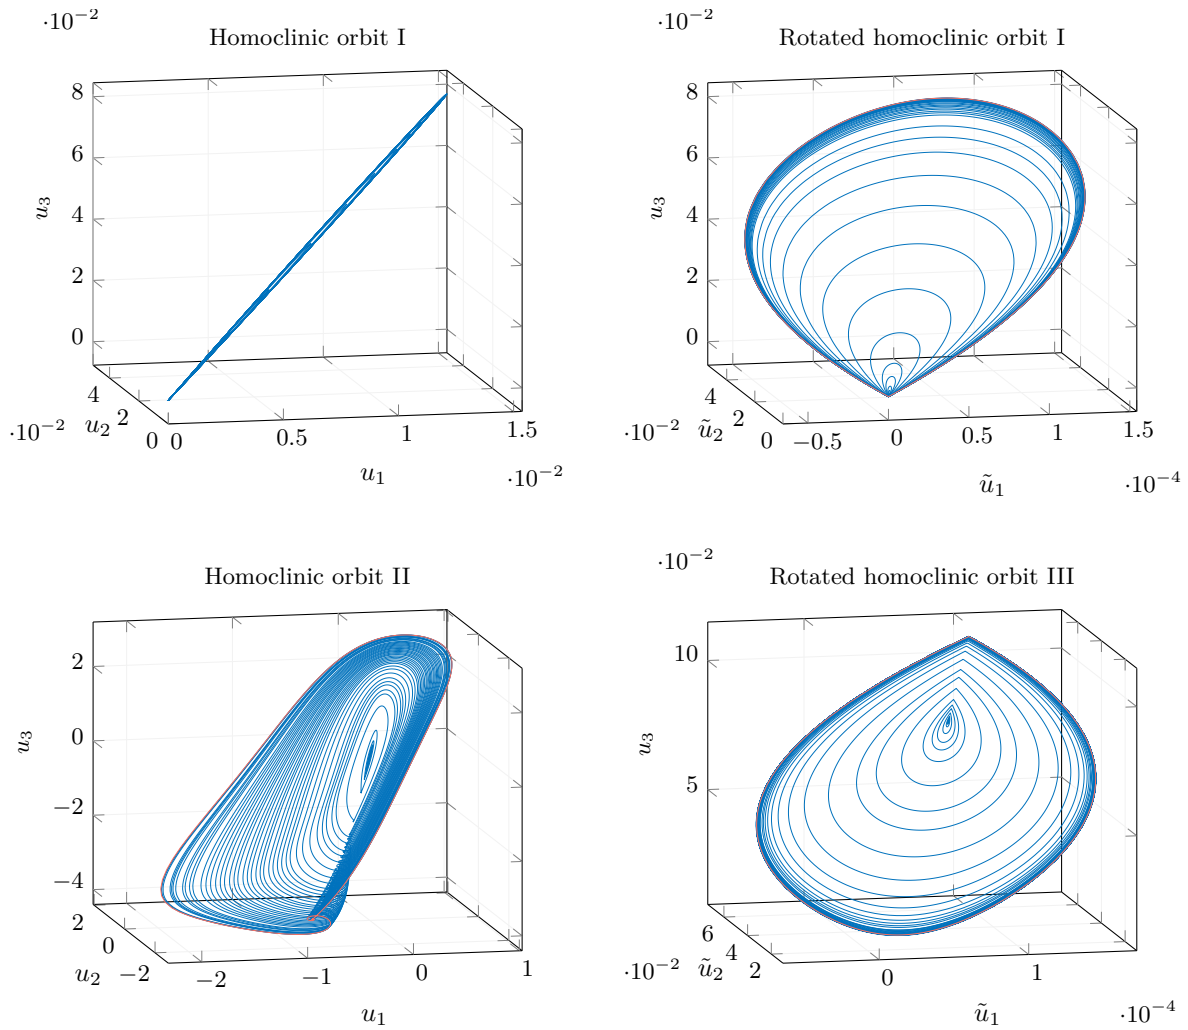 ·10⁻²
Homoclinic orbit I
8
6
4
2
0
u₃
4
2
0
·10⁻² u₂
0 0.5 1 1.5
u₁
·10⁻²
·10⁻²
Rotated homoclinic orbit I
8
6
4
2
0
u₃
4
2
0
·10⁻² ũ₂
−0.5 0 0.5 1 1.5
ũ₁
·10⁻⁴
Homoclinic orbit II
2
0
−2
−4
u₃
2
0
−2
u₂
−2 −1 0 1
u₁
·10⁻²
Rotated homoclinic orbit III
10
5
u₃
6
4
2
·10⁻² ũ₂
0 1
ũ₁
·10⁻⁴